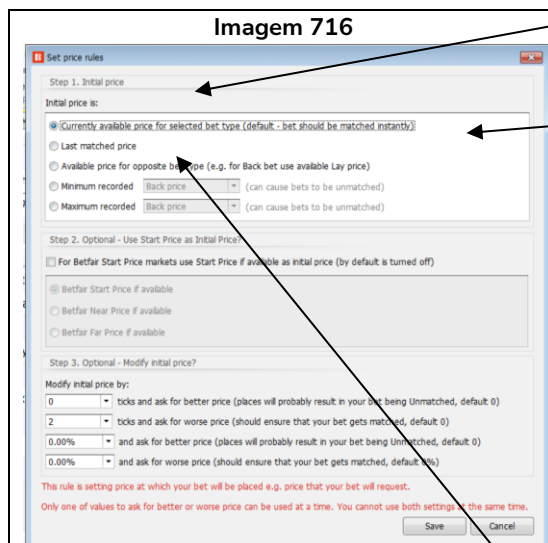 Imagem 716
Set price rules
Step 1. Initial price
Initial price is:
Currently available price for selected bet type (default - bet should be matched instantly)
Last matched price
Available price for opposite bet type (e.g. for Back bet use available Lay price)
Minimum recorded Back price (can cause bets to be unmatched)
Maximum recorded Back price (can cause bets to be unmatched)
Step 2. Optional - Use Start Price as Initial Price?
For Betfair Start Price markets use Start Price if available as initial price (by default is turned off)
Betfair Start Price if available
Betfair Near Price if available
Betfair Far Price if available
Step 3. Optional - Modify initial price?
Modify initial price by:
0 ticks and ask for better price (places will probably result in your bet being Unmatched, default 0)
2 ticks and ask for worse price (should ensure that your bet gets matched, default 0)
0.00% and ask for better price (places will probably result in your bet being Unmatched, default 0)
0.00% and ask for worse price (should ensure that your bet gets matched, default 0%)
This rule is setting price at which your bet will be placed e.g. price that your bet will request.
Only one of values to ask for better or worse price can be used at a time. You cannot use both settings at the same time.
Save Cancel